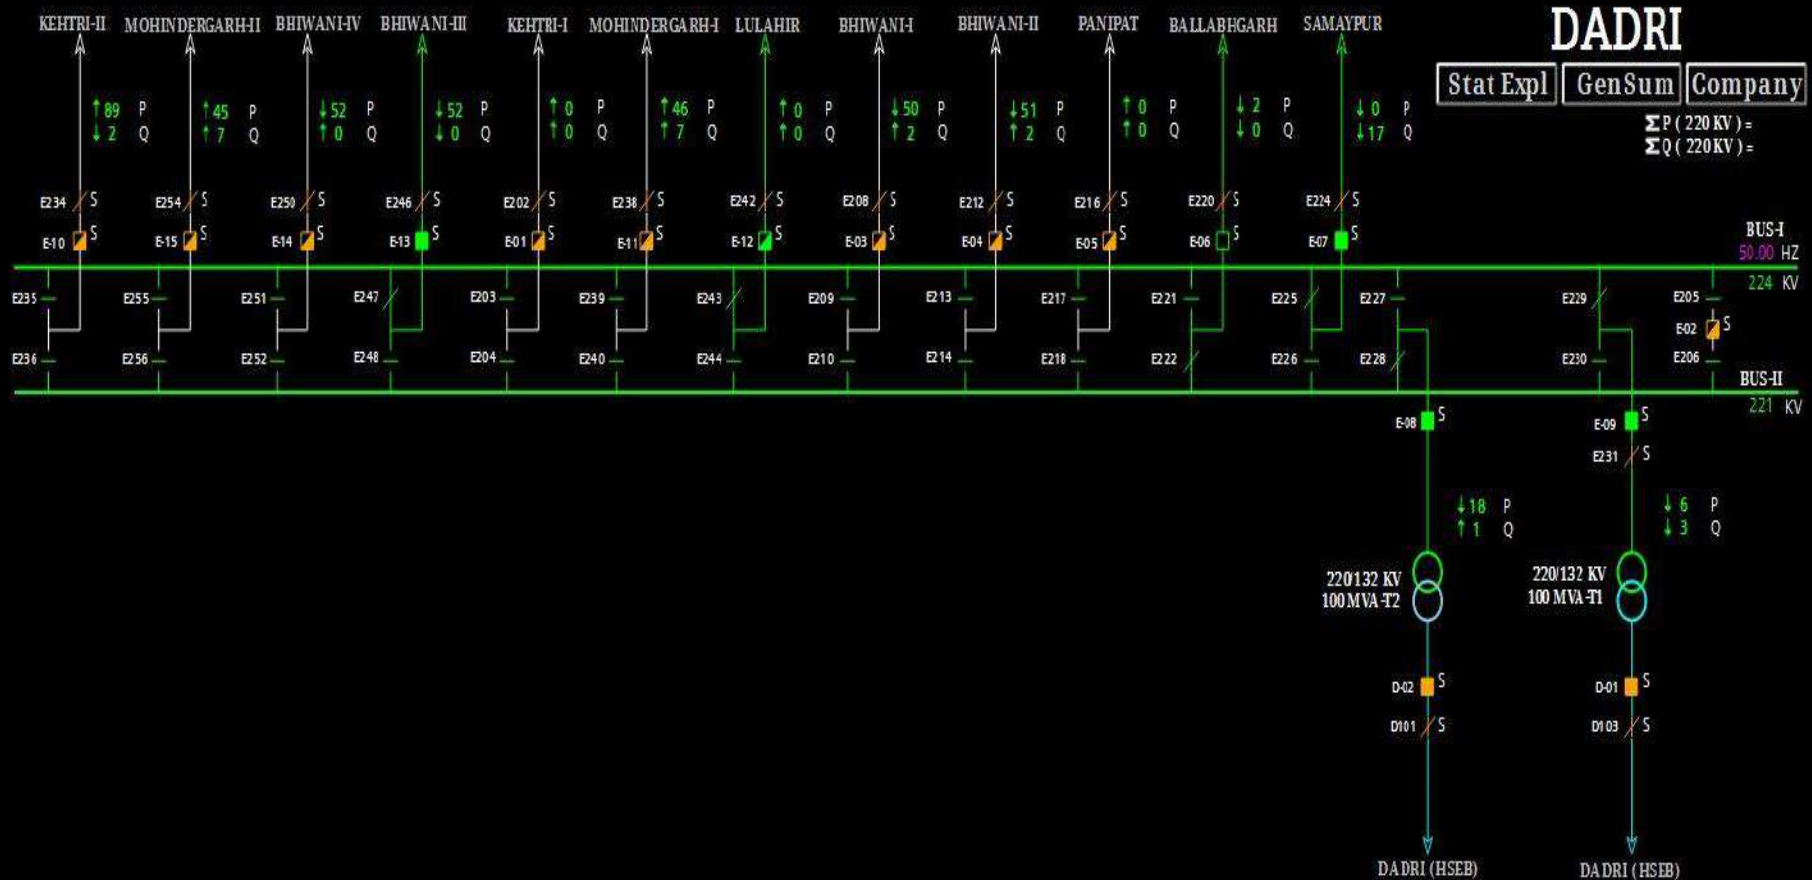 DADRI
KEHTRI-II MOHINDERGARH-II BHIWANI-IV BHIWANI-III KEHTRI-I MOHINDERGARH-I LULAHIR BHIWANI-I BHIWANI-II PANIPAT BALLABHGARH SAMAYPUR
Stat Expl GenSum Company
↑89 P ↑45 P ↓52 P ↓52 P ↑0 P ↑46 P ↑0 P ↓50 P ↓51 P ↑0 P ↓2 P ↓0 P
↓2 Q ↑7 Q ↑0 Q ↓0 Q ↑0 Q ↑7 Q ↑0 Q ↑2 Q ↑2 Q ↑0 Q ↓0 Q ↓17 Q
ΣP ( 220 KV ) =
ΣQ ( 220 KV ) =
E234 S E254 S E250 S E246 S E202 S E238 S E242 S E208 S E212 S E216 S E220 S E224 S
E-10 S E-15 S E-14 S E-13 S E-01 S E-11 S E-12 S E-03 S E-04 S E-05 S E-06 S E-07 S
BUS-I
50.00 HZ
224 KV
E235 E255 E251 E247 E203 E239 E243 E209 E213 E217 E221 E225 E227 E229 E205
E-02 S
E236 E256 E252 E248 E204 E240 E244 E210 E214 E218 E222 E226 E228 E230 E206
BUS-II
221 KV
E-08 S E-09 S
E231 S
↓18 P ↓6 P
↑1 Q ↓3 Q
220/132 KV 220/132 KV
100 MVA-T2 100 MVA-T1
D-02 S D-01 S
D101 S D103 S
DADRI (HSEB) DADRI (HSEB)